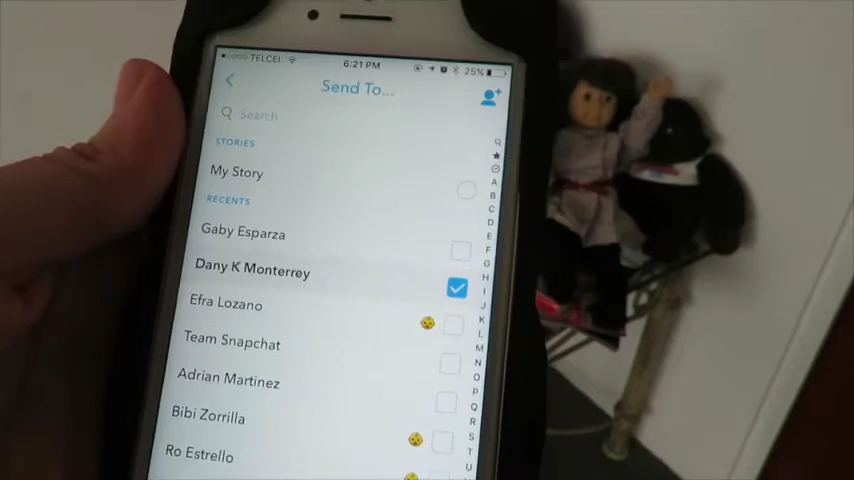 TELCEL 6:21 PM 25%
Send To...
Search
STORIES
My Story
RECENTS
Gaby Esparza
Dany K Monterrey
Efra Lozano
Team Snapchat
Adrian Martinez
Bibi Zorrilla
Ro Estrello
A
B
C
D
E
F
G
H
I
J
K
L
M
N
O
P
Q
R
S
T
U